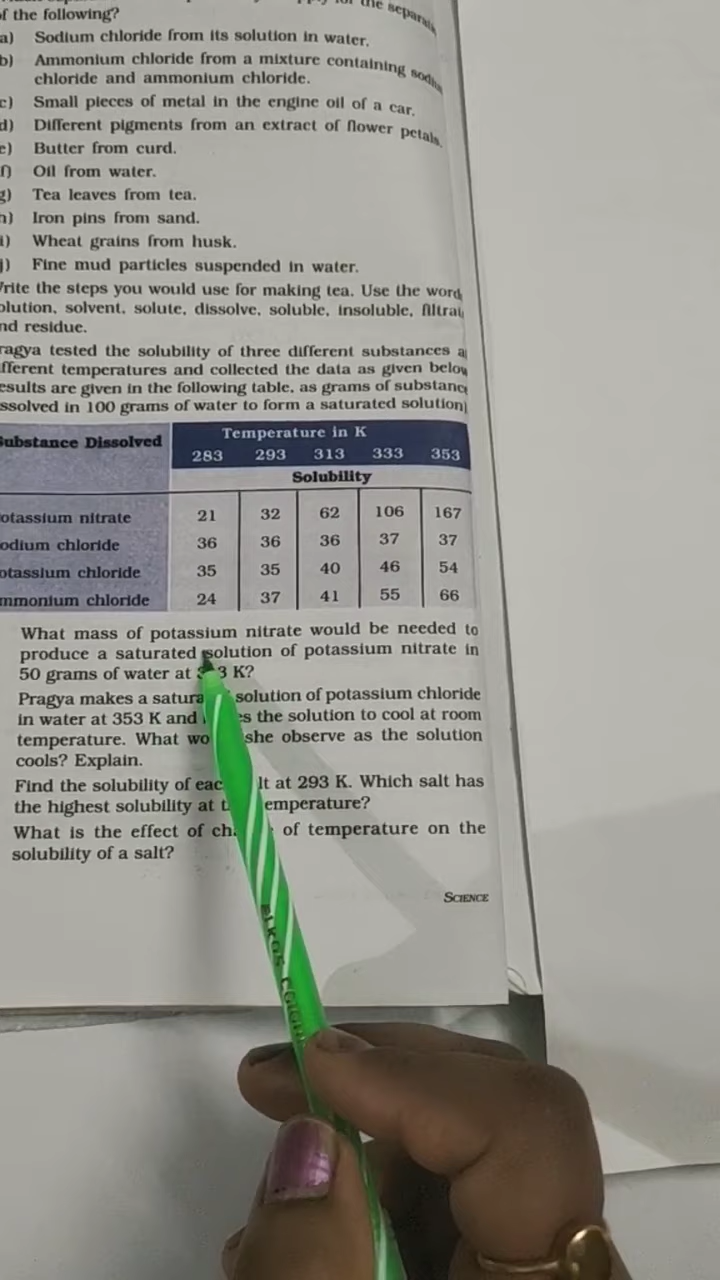 f the following?
a) Sodium chloride from its solution in water.
b) Ammonium chloride from a mixture containing
chloride and ammonium chloride.
c) Small pieces of metal in the engine oil of a car.
d) Different pigments from an extract of flower petals.
e) Butter from curd.
f) Oil from water.
g) Tea leaves from tea.
h) Iron pins from sand.
i) Wheat grains from husk.
j) Fine mud particles suspended in water.
rite the steps you would use for making tea. Use the word
olution, solvent, solute, dissolve, soluble, insoluble, filtra
nd residue.
ragya tested the solubility of three different substances a
fferent temperatures and collected the data as given below
esults are given in the following table, as grams of substance
ssolved in 100 grams of water to form a saturated solution
Substance Dissolved Temperature in K
283 293 313 333 353
Solubility
otassium nitrate 21 32 62 106 167
odium chloride 36 36 36 37 37
otassium chloride 35 35 40 46 54
mmonium chloride 24 37 41 55 66
What mass of potassium nitrate would be needed to
produce a saturated solution of potassium nitrate in
50 grams of water at 3 K?
Pragya makes a satura solution of potassium chloride
in water at 353 K and es the solution to cool at room
temperature. What wo she observe as the solution
cools? Explain.
Find the solubility of eac lt at 293 K. Which salt has
the highest solubility at t emperature?
What is the effect of ch of temperature on the
solubility of a salt?
SCIENCE